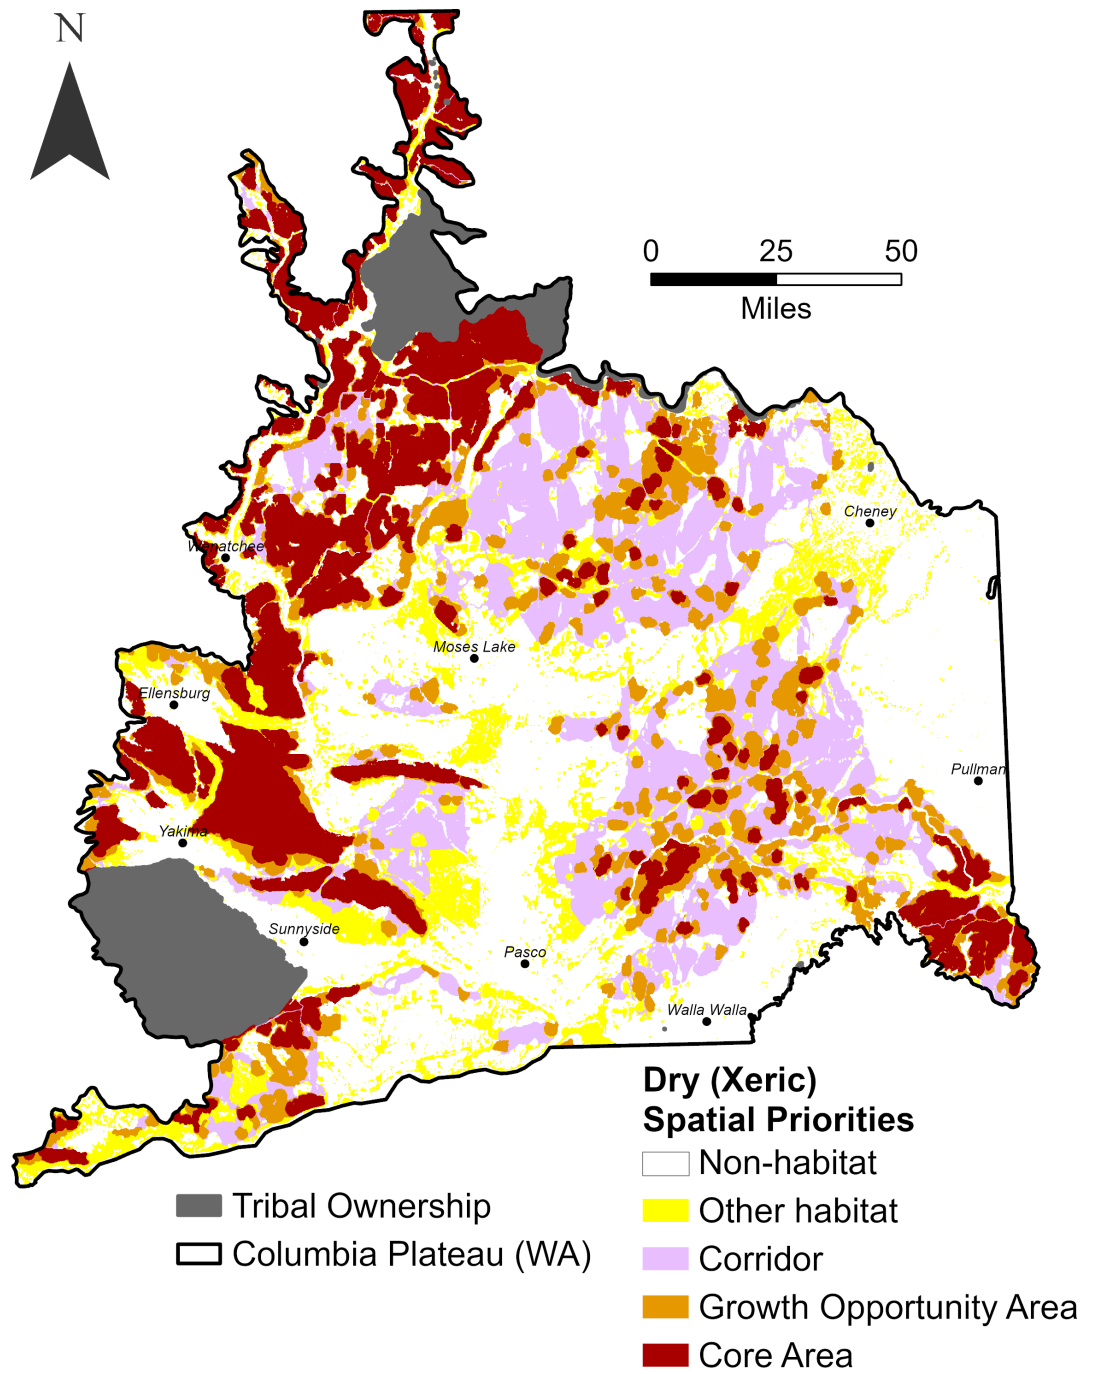 N
0 25 50
Miles
Cheney
Wenatchee
Moses Lake
Ellensburg
Pullman
Yakima
Sunnyside
Pasco
Walla Walla
Dry (Xeric)
Spatial Priorities
Non-habitat
Other habitat
Corridor
Growth Opportunity Area
Core Area
Tribal Ownership
Columbia Plateau (WA)